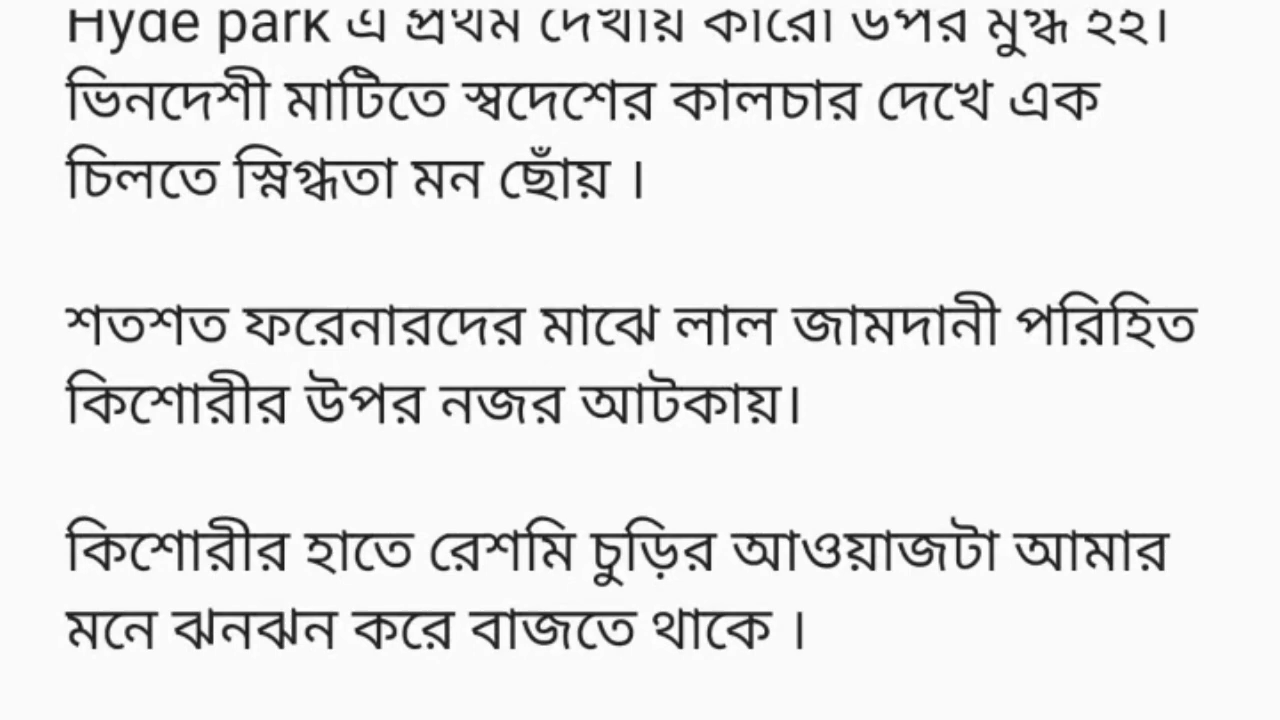 Hyde park এ প্রথম দেখায় কারো উপর মুগ্ধ হই।
ভিনদেশী মাটিতে স্বদেশের কালচার দেখে এক
চিলতে স্নিগ্ধতা মন ছোঁয় ।
শতশত ফরেনারদের মাঝে লাল জামদানী পরিহিত
কিশোরীর উপর নজর আটকায়।
কিশোরীর হাতে রেশমি চুড়ির আওয়াজটা আমার
মনে ঝনঝন করে বাজতে থাকে ।